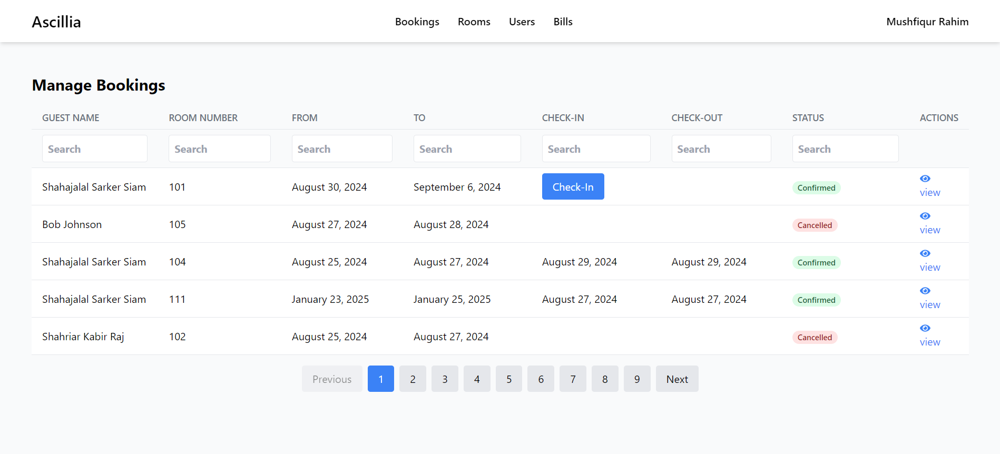 Ascillia Bookings Rooms Users Bills Mushfiqur Rahim
Manage Bookings
GUEST NAME ROOM NUMBER FROM TO CHECK-IN CHECK-OUT STATUS ACTIONS
Search Search Search Search Search Search Search
Shahajalal Sarker Siam 101 August 30, 2024 September 6, 2024 Check-In Confirmed view
Bob Johnson 105 August 27, 2024 August 28, 2024 Cancelled view
Shahajalal Sarker Siam 104 August 25, 2024 August 27, 2024 August 29, 2024 August 29, 2024 Confirmed view
Shahajalal Sarker Siam 111 January 23, 2025 January 25, 2025 August 27, 2024 August 27, 2024 Confirmed view
Shahriar Kabir Raj 102 August 25, 2024 August 27, 2024 Cancelled view
Previous 1 2 3 4 5 6 7 8 9 Next